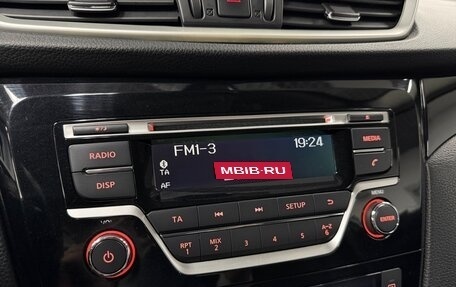 FM1-3 19:24
RADIO MEDIA
TA
MBIB.RU
DISP
AF
MENU
TA SETUP
ENTER
RPT 1 MIX 2 3 4 5 6 A-Z